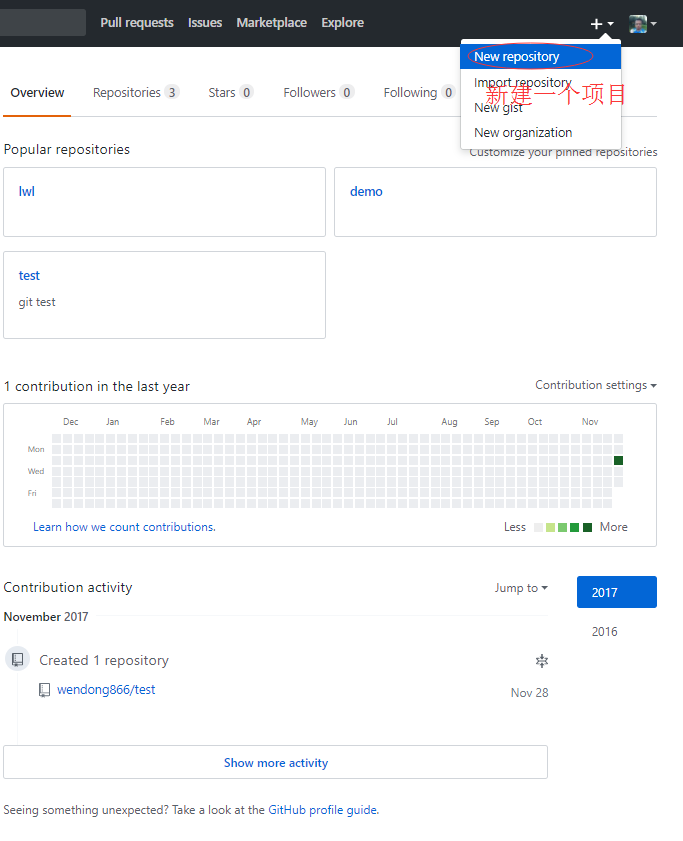 Pull requests Issues Marketplace Explore
New repository
Import repository
新建一个项目
New gist
New organization
Overview Repositories 3 Stars 0 Followers 0 Following 0
Popular repositories
Customize your pinned repositories
lwl
demo
test
git test
1 contribution in the last year
Contribution settings
Dec Jan Feb Mar Apr May Jun Jul Aug Sep Oct Nov
Mon
Wed
Fri
Learn how we count contributions.
Less More
Contribution activity
Jump to
2017
2016
November 2017
Created 1 repository
wendong866/test
Nov 28
Show more activity
Seeing something unexpected? Take a look at the GitHub profile guide.